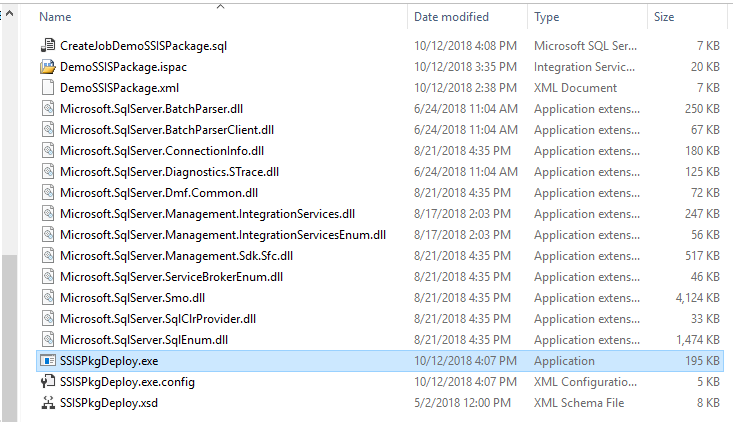 Name Date modified Type Size
CreateJobDemoSSISPackage.sql 10/12/2018 4:08 PM Microsoft SQL Ser... 7 KB
DemoSSISPackage.ispac 10/12/2018 3:35 PM Integration Servic... 20 KB
DemoSSISPackage.xml 10/12/2018 2:38 PM XML Document 7 KB
Microsoft.SqlServer.BatchParser.dll 6/24/2018 11:04 AM Application extens... 250 KB
Microsoft.SqlServer.BatchParserClient.dll 6/24/2018 11:04 AM Application extens... 67 KB
Microsoft.SqlServer.ConnectionInfo.dll 8/21/2018 4:35 PM Application extens... 180 KB
Microsoft.SqlServer.Diagnostics.STrace.dll 6/24/2018 11:04 AM Application extens... 125 KB
Microsoft.SqlServer.Dmf.Common.dll 8/21/2018 4:35 PM Application extens... 72 KB
Microsoft.SqlServer.Management.IntegrationServices.dll 8/17/2018 2:03 PM Application extens... 247 KB
Microsoft.SqlServer.Management.IntegrationServicesEnum.dll 8/17/2018 2:03 PM Application extens... 56 KB
Microsoft.SqlServer.Management.Sdk.Sfc.dll 8/21/2018 4:35 PM Application extens... 517 KB
Microsoft.SqlServer.ServiceBrokerEnum.dll 8/21/2018 4:35 PM Application extens... 46 KB
Microsoft.SqlServer.Smo.dll 8/21/2018 4:35 PM Application extens... 4,124 KB
Microsoft.SqlServer.SqlClrProvider.dll 8/21/2018 4:35 PM Application extens... 33 KB
Microsoft.SqlServer.SqlEnum.dll 8/21/2018 4:35 PM Application extens... 1,474 KB
SSISPkgDeploy.exe 10/12/2018 4:07 PM Application 195 KB
SSISPkgDeploy.exe.config 10/12/2018 4:07 PM XML Configuratio... 5 KB
SSISPkgDeploy.xsd 5/2/2018 12:00 PM XML Schema File 8 KB